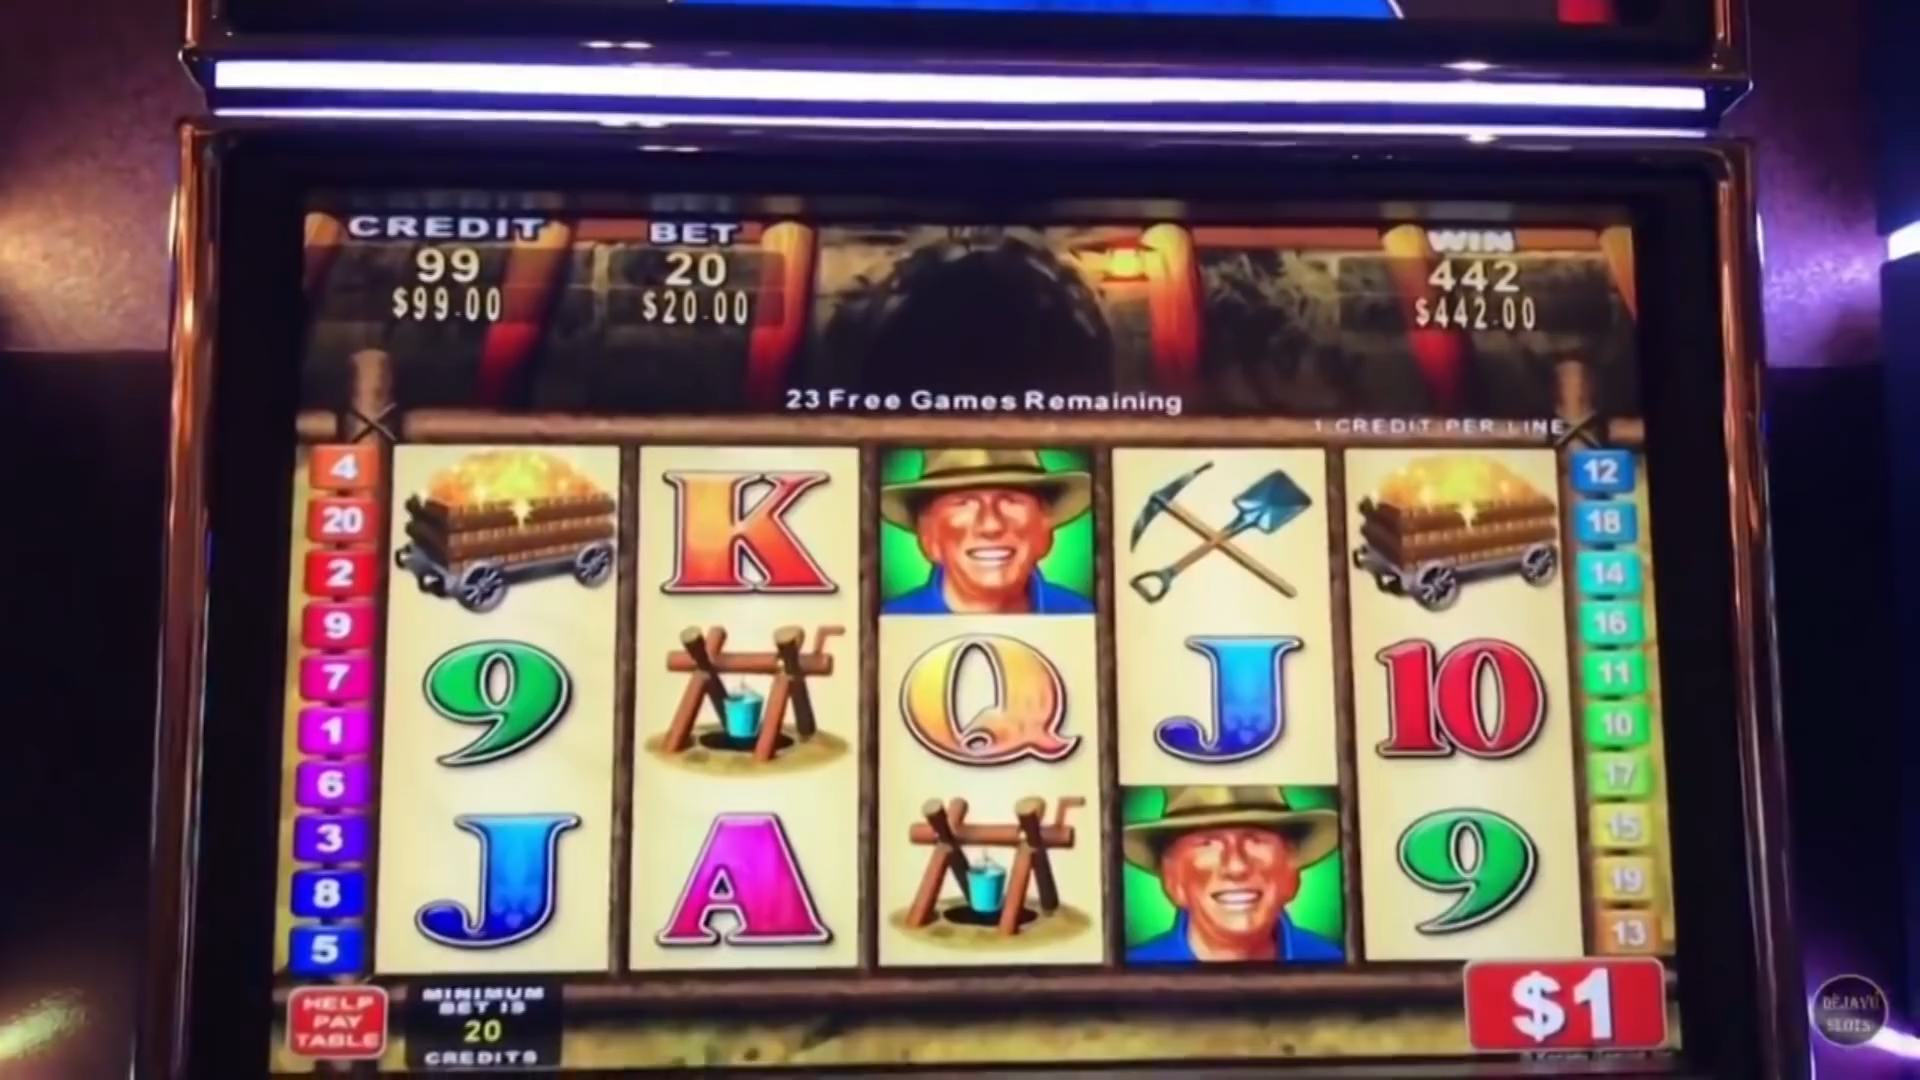 CREDIT BET WIN
99 20 442
$99.00 $20.00 $442.00
23 Free Games Remaining
1 CREDIT PER LINE
4 K 12
20 18
2 14
9 16
7 9 Q J 10 11
1 10
6 17
3 15
8 J A 9 19
5 13
HELP
PAY
TABLE
MINIMUM
BET IS
20
CREDITS
$1
DEJAVU
SLOTS